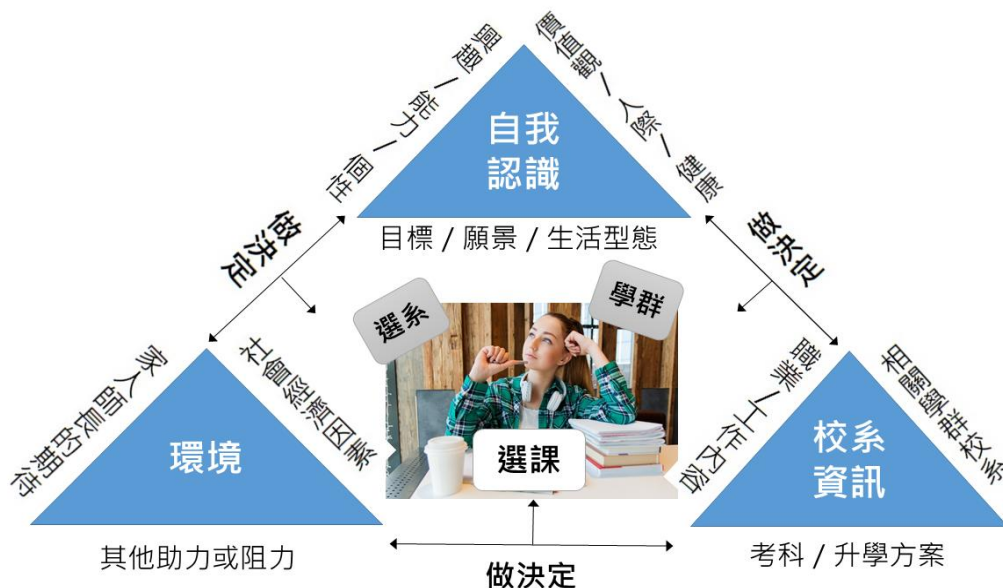 興趣/能力/個性
價值觀/人際/健康
自我
認識
目標 / 願景 / 生活型態
做決定
做決定
選系
學群
家人師長的期待
社會經濟因素
環境
其他助力或阻力
選課
職業/工作內容
相關學群校系
校系
資訊
考科 / 升學方案
做決定